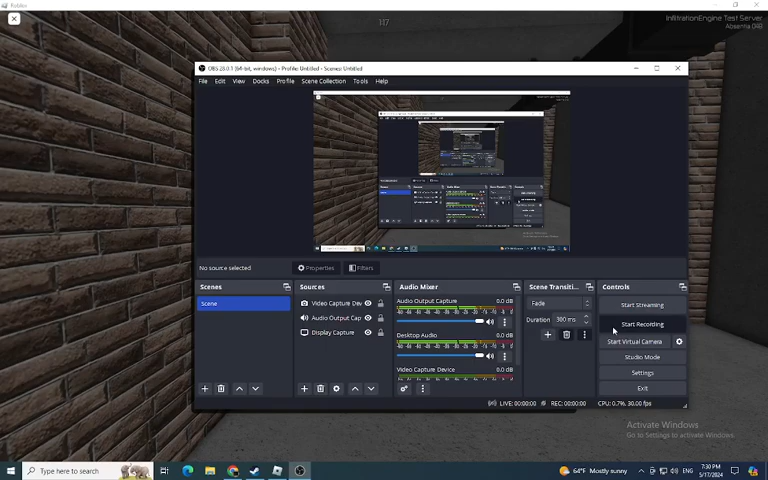 Roblox
117
InfiltrationEngine Test Server
Absentia 04B
OBS 28.0.1 (64-bit, windows) - Profile: Untitled - Scenes: Untitled
File Edit View Docks Profile Scene Collection Tools Help
No source selected
Properties
Filters
Scenes
Sources
Audio Mixer
Scene Transiti...
Controls
Scene
Video Capture Dev
Audio Output Cap
Display Capture
Audio Output Capture
0.0 dB
Desktop Audio
0.0 dB
Video Capture Device
0.0 dB
Fade
Duration
300 ms
Start Streaming
Start Recording
Start Virtual Camera
Studio Mode
Settings
Exit
LIVE: 00:00:00
REC: 00:00:00
CPU: 0.7%, 30.00 fps
Activate Windows
Go to Settings to activate Windows.
Type here to search
64°F Mostly sunny
ENG
7:30 PM
5/17/2024